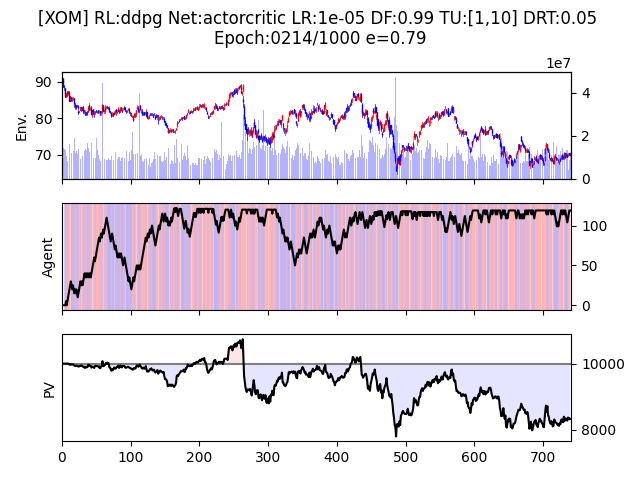 [XOM] RL:ddpg Net:actorcritic LR:1e-05 DF:0.99 TU:[1,10] DRT:0.05
Epoch:0214/1000 e=0.79
1e7
90
80
70
Env.
4
2
0
Agent
100
50
0
PV
10000
8000
0 100 200 300 400 500 600 700